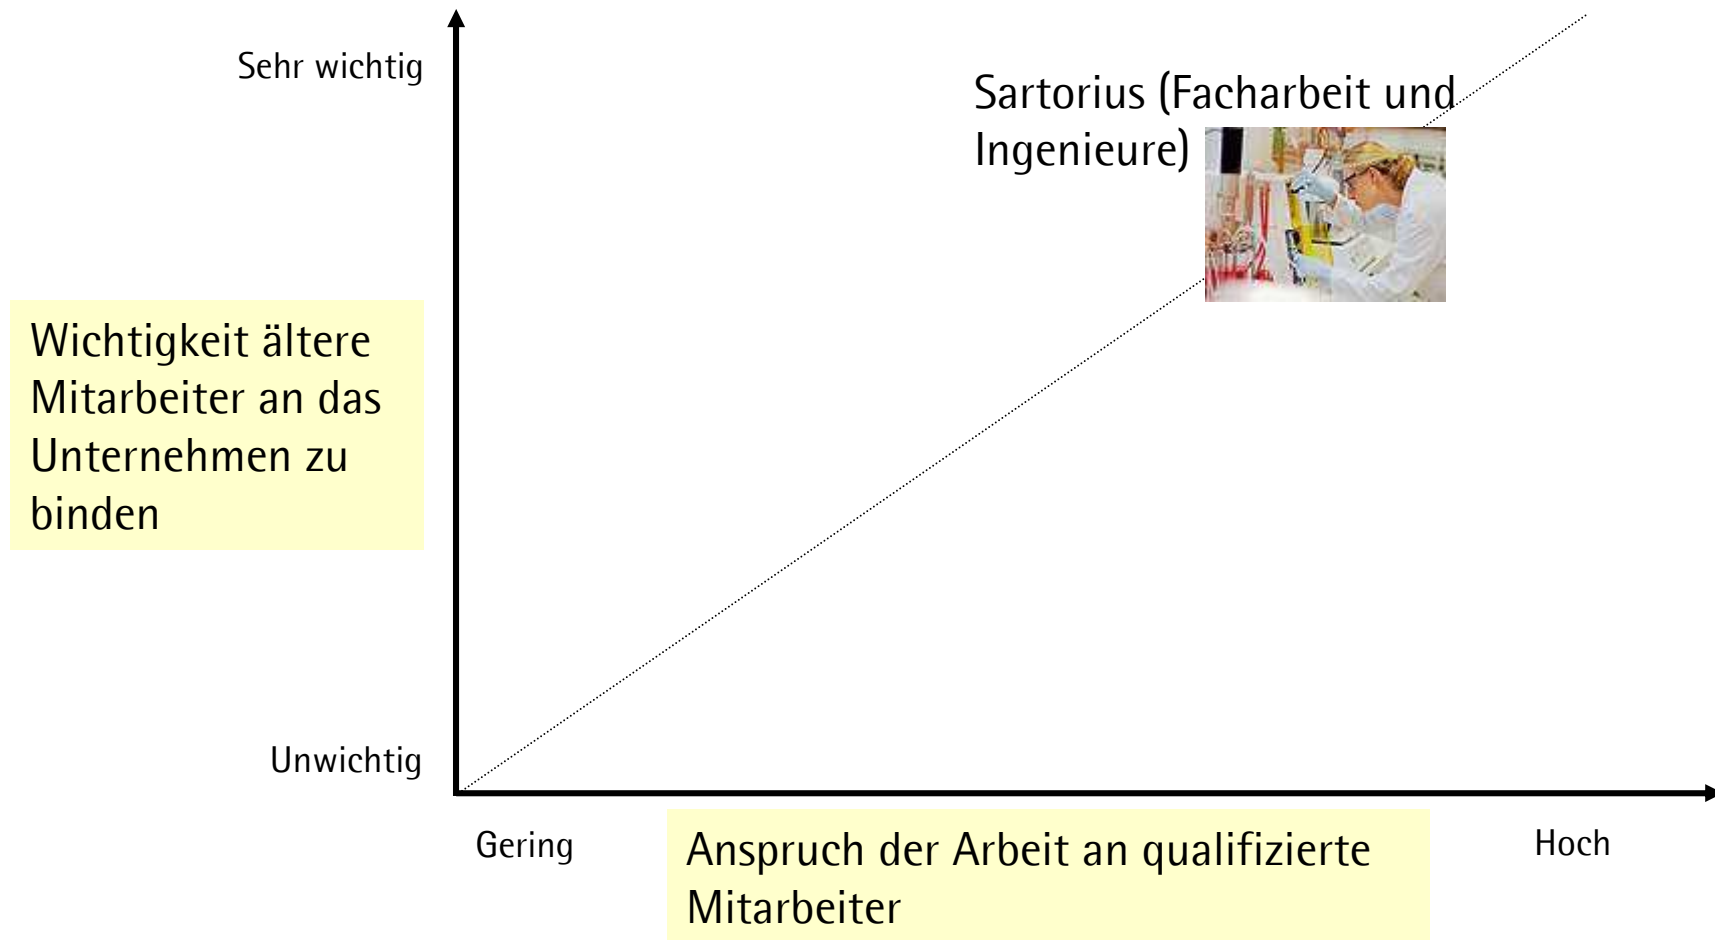 Sehr wichtig
Sartorius (Facharbeit und
Ingenieure)
Wichtigkeit ältere
Mitarbeiter an das
Unternehmen zu
binden
Unwichtig
Gering
Anspruch der Arbeit an qualifizierte
Mitarbeiter
Hoch